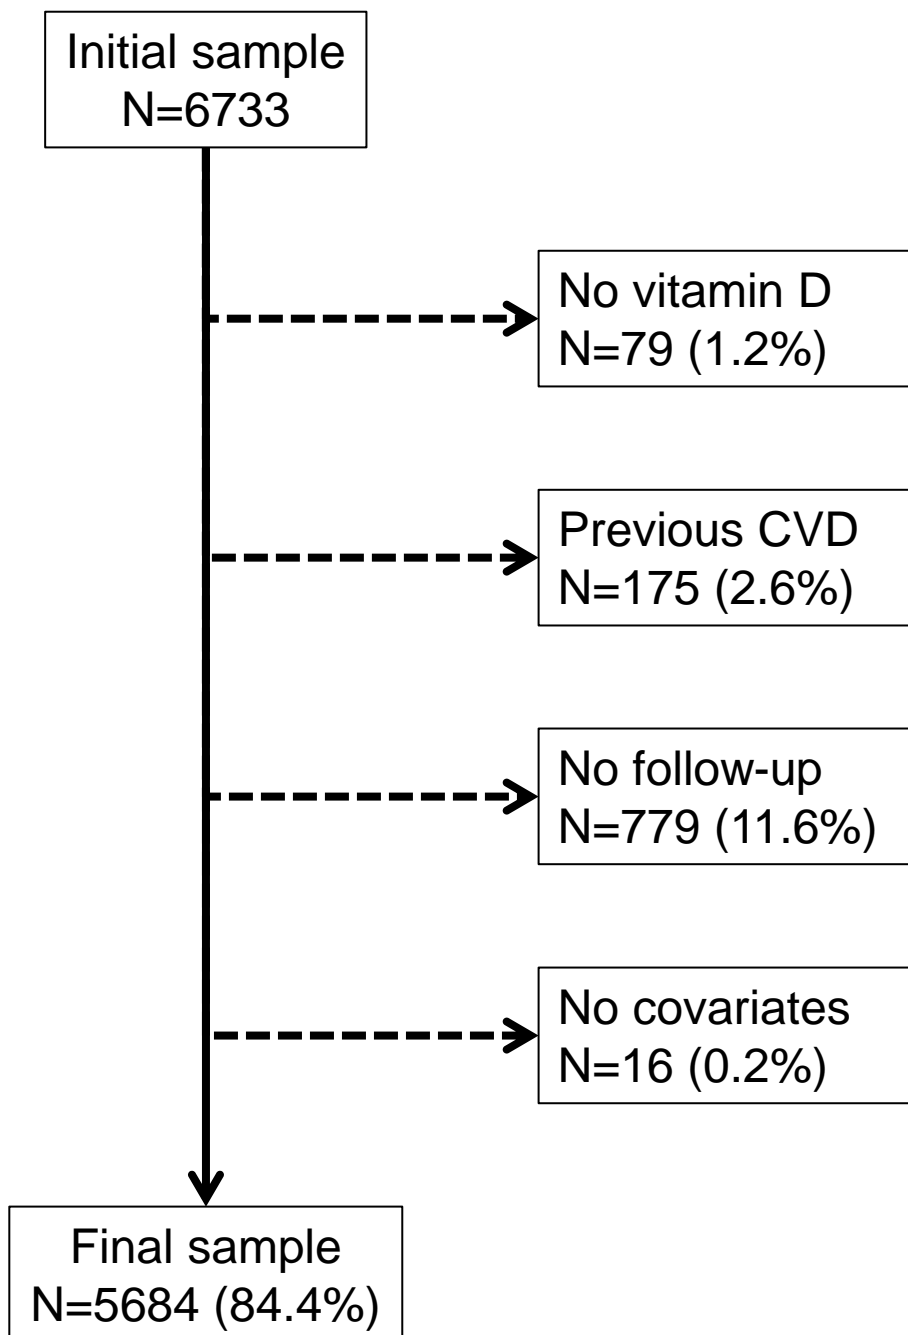 Initial sample
N=6733
No vitamin D
N=79 (1.2%)
Previous CVD
N=175 (2.6%)
No follow-up
N=779 (11.6%)
No covariates
N=16 (0.2%)
Final sample
N=5684 (84.4%)